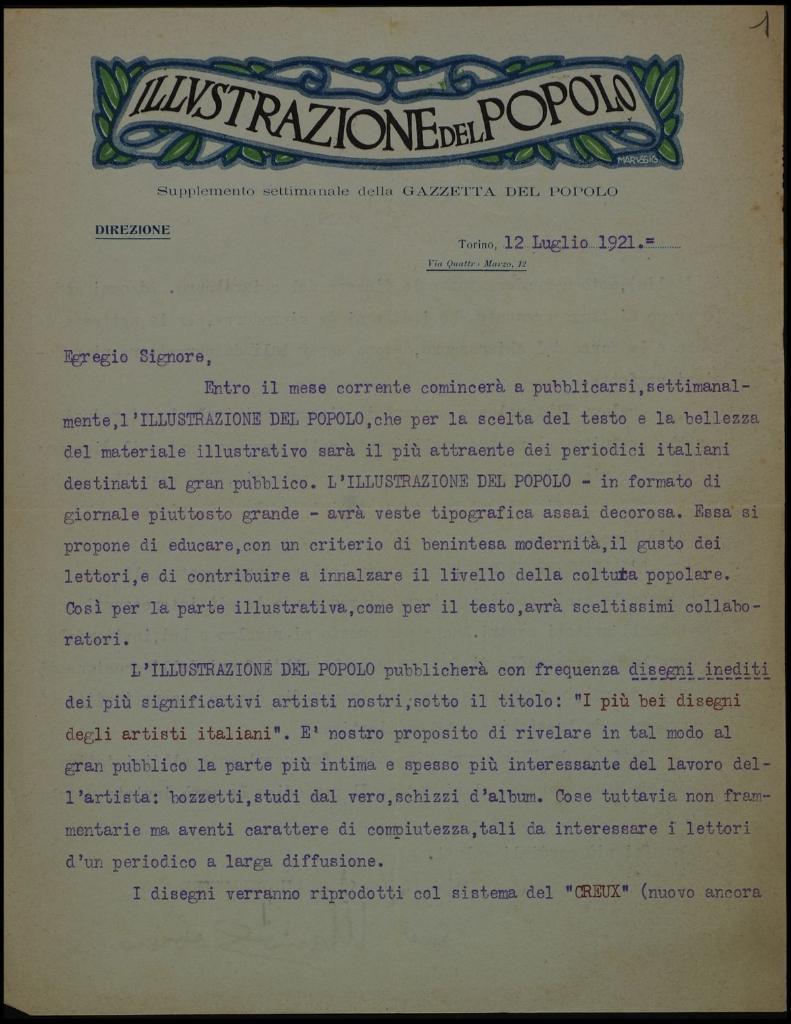 1
ILLVSTRAZIONE DEL POPOLO
MARVSSIG
Supplemento settimanale della GAZZETTA DEL POPOLO
DIREZIONE
Torino, 12 Luglio 1921.=
Via Quattro Marzo, 12
Egregio Signore,
Entro il mese corrente comincerà a pubblicarsi,settimanal-
mente,l'ILLUSTRAZIONE DEL POPOLO,che per la scelta del testo e la bellezza
del materiale illustrativo sarà il più attraente dei periodici italiani
destinati al gran pubblico. L'ILLUSTRAZIONE DEL POPOLO - in formato di
giornale piuttosto grande - avrà veste tipografica assai decorosa. Essa si
propone di educare,con un criterio di benintesa modernità,il gusto dei
lettori,e di contribuire a innalzare il livello della coltura popolare.
Così per la parte illustrativa,come per il testo,avrà sceltissimi collabo-
ratori.
L'ILLUSTRAZIONE DEL POPOLO pubblicherà con frequenza disegni inediti
dei più significativi artisti nostri,sotto il titolo: "I più bei disegni
degli artisti italiani". E' nostro proposito di rivelare in tal modo al
gran pubblico la parte più intima e spesso più interessante del lavoro del-
l'artista: bozzetti,studi dal vero,schizzi d'album. Cose tuttavia non fram-
mentarie ma aventi carattere di compiutezza,tali da interessare i lettori
d'un periodico a larga diffusione.
I disegni verranno riprodotti col sistema del "CREUX" (nuovo ancora